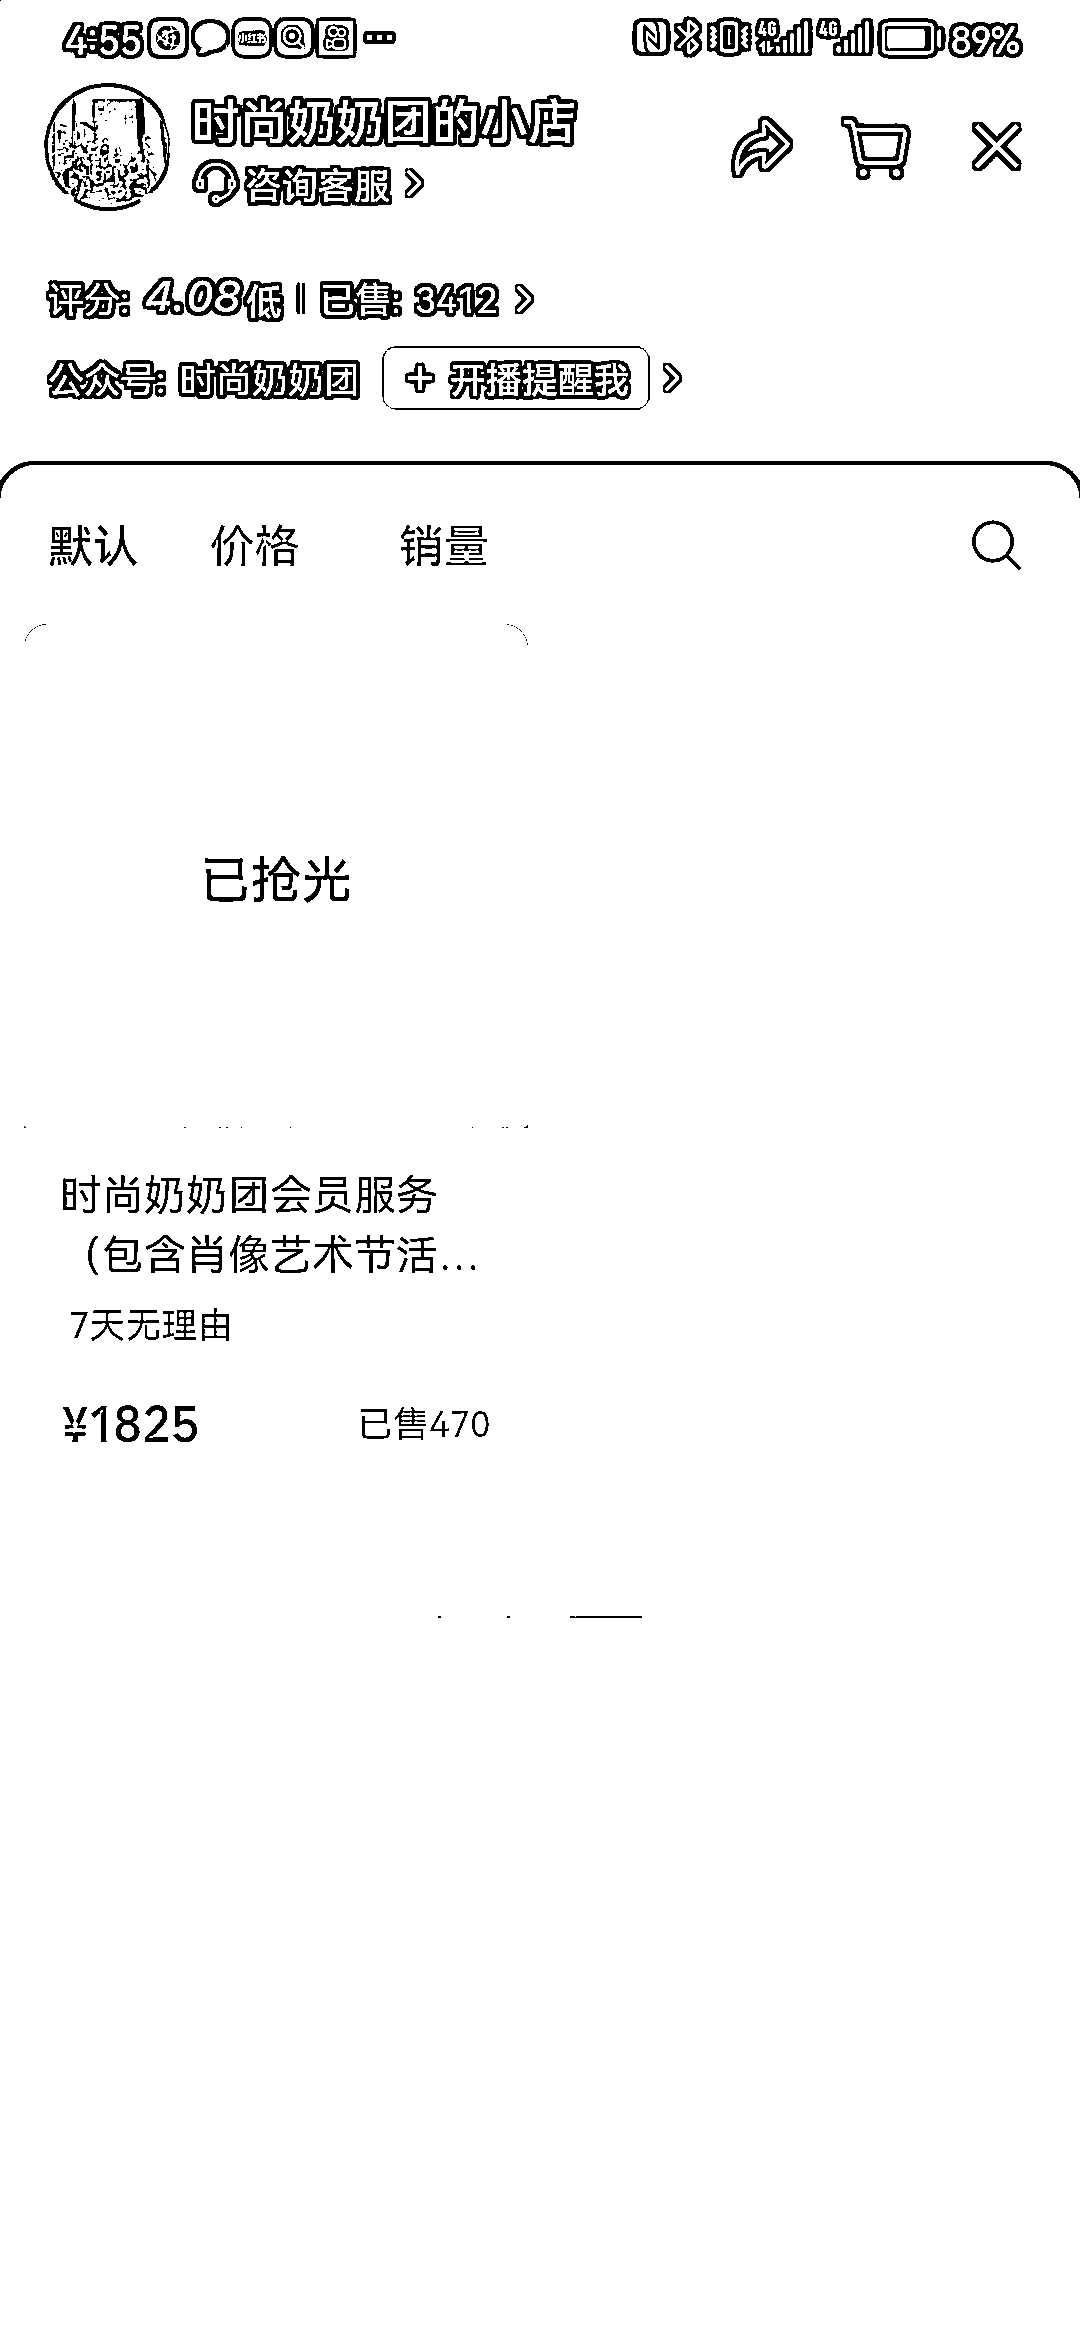 4:55 89%
时尚奶奶团的小店
咨询客服
评分: 4.08低 | 已售: 3412
公众号: 时尚奶奶团 + 开播提醒我
默认 价格 销量
已抢光
时尚奶奶团会员服务
（包含肖像艺术节活...
7天无理由
¥1825 已售470